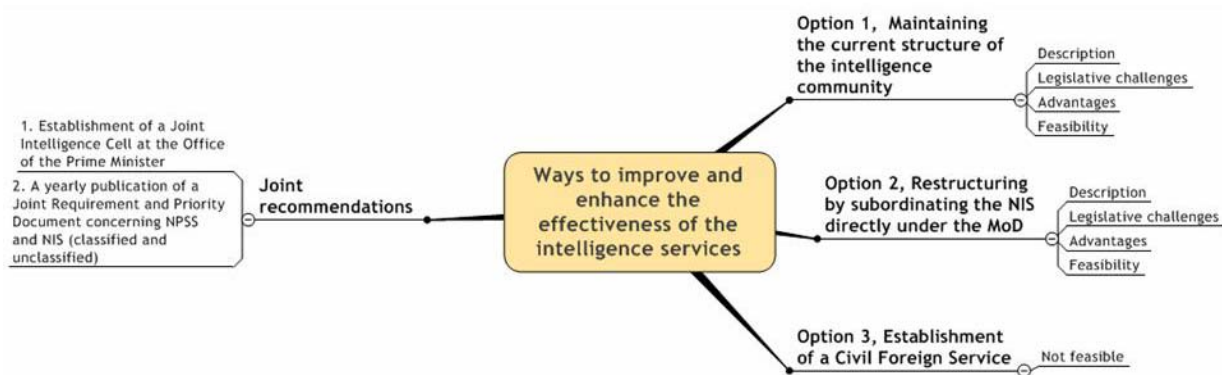 1. Establishment of a Joint
Intelligence Cell at the Office
of the Prime Minister
2. A yearly publication of a
Joint Requirement and Priority
Document concerning NPSS
and NIS (classified and
unclassified)
Joint
recommendations
Ways to improve and
enhance the
effectiveness of the
intelligence services
Option 1, Maintaining
the current structure of
the intelligence
community
Description
Legislative challenges
Advantages
Feasibility
Option 2, Restructuring
by subordinating the NIS
directly under the MoD
Description
Legislative challenges
Advantages
Feasibility
Option 3, Establishment
of a Civil Foreign Service
Not feasible